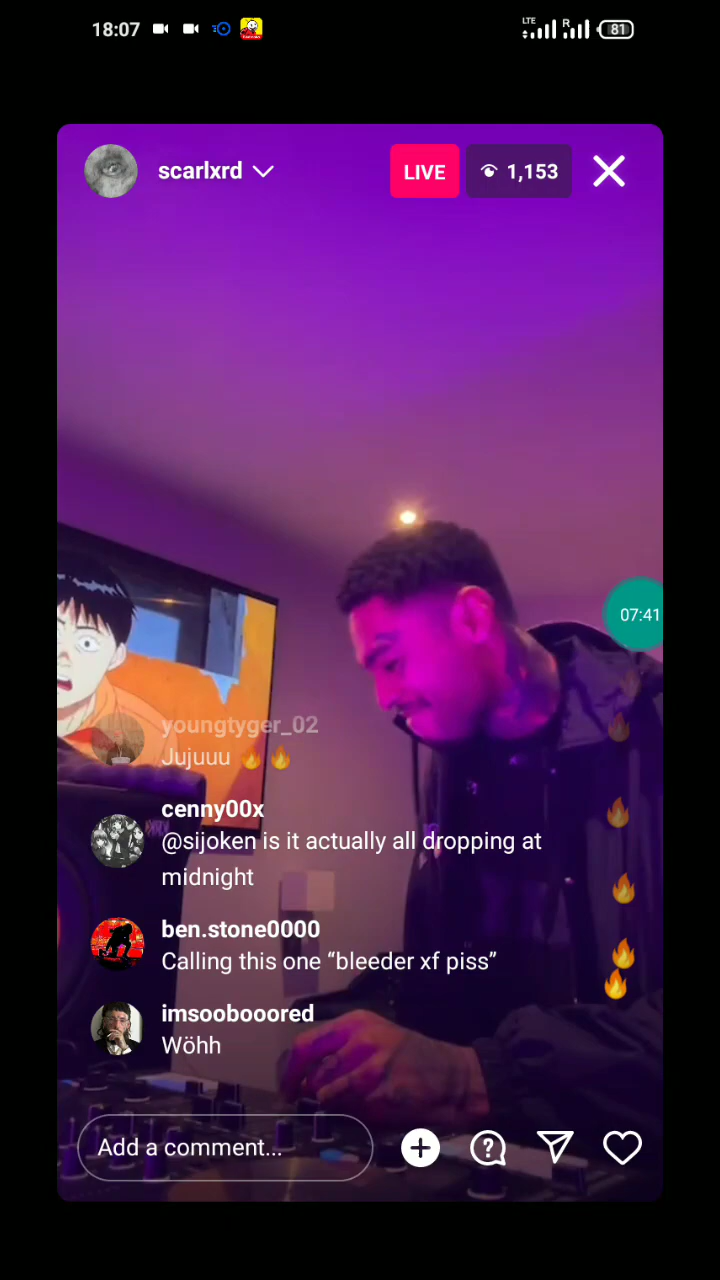 18:07
LTE
R
81
scarlxrd
LIVE
1,153
07:41
youngtyger_02
Jujuuu 🔥🔥
cenny00x
@sijoken is it actually all dropping at
midnight
ben.stone0000
Calling this one “bleeder xf piss”
imsoobooored
Wöhh
Add a comment...